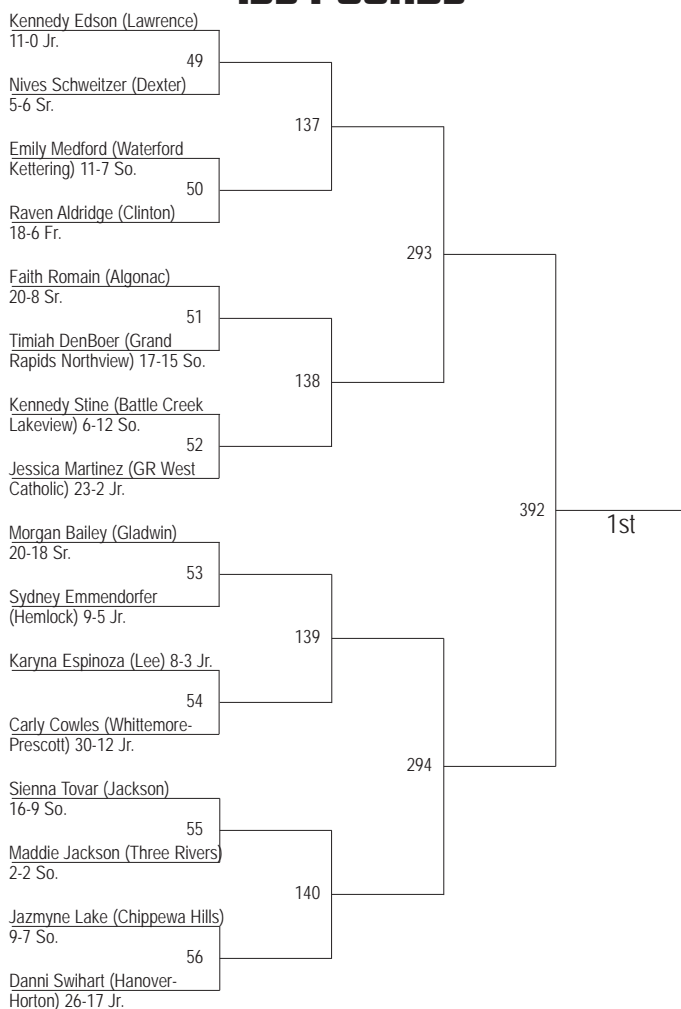 POUNDS
Kennedy Edson (Lawrence)
11-0 Jr.
49
Nives Schweitzer (Dexter)
5-6 Sr.
137
Emily Medford (Waterford
Kettering) 11-7 So.
50
Raven Aldridge (Clinton)
18-6 Fr.
293
Faith Romain (Algonac)
20-8 Sr.
51
Timiah DenBoer (Grand
Rapids Northview) 17-15 So.
138
Kennedy Stine (Battle Creek
Lakeview) 6-12 So.
52
Jessica Martinez (GR West
Catholic) 23-2 Jr.
392
1st
Morgan Bailey (Gladwin)
20-18 Sr.
53
Sydney Emmendorfer
(Hemlock) 9-5 Jr.
139
Karyna Espinoza (Lee) 8-3 Jr.
54
Carly Cowles (Whittemore-
Prescott) 30-12 Jr.
294
Sienna Tovar (Jackson)
16-9 So.
55
Maddie Jackson (Three Rivers)
2-2 So.
140
Jazmyne Lake (Chippewa Hills)
9-7 So.
56
Danni Swihart (Hanover-
Horton) 26-17 Jr.